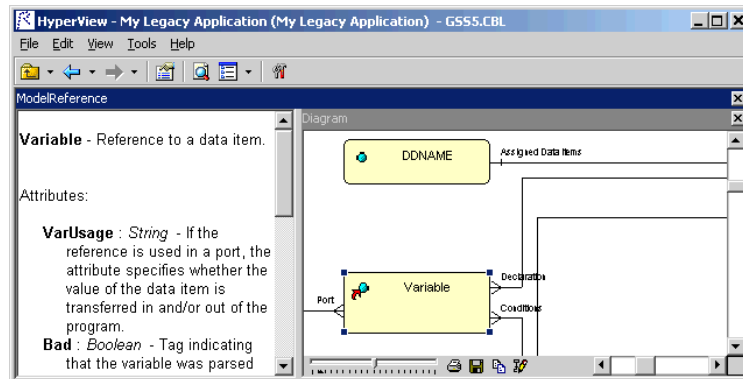 HyperView - My Legacy Application (My Legacy Application) - GSS5.CBL
File Edit View Tools Help
ModelReference
Variable - Reference to a data item.
Attributes:
VarUsage : String - If the
reference is used in a port, the
attribute specifies whether the
value of the data item is
transferred in and/or out of the
program.
Bad : Boolean - Tag indicating
that the variable was parsed
Diagram
DDNAME
Assigned Data Items
Variable
Port
Declaration
Conditions